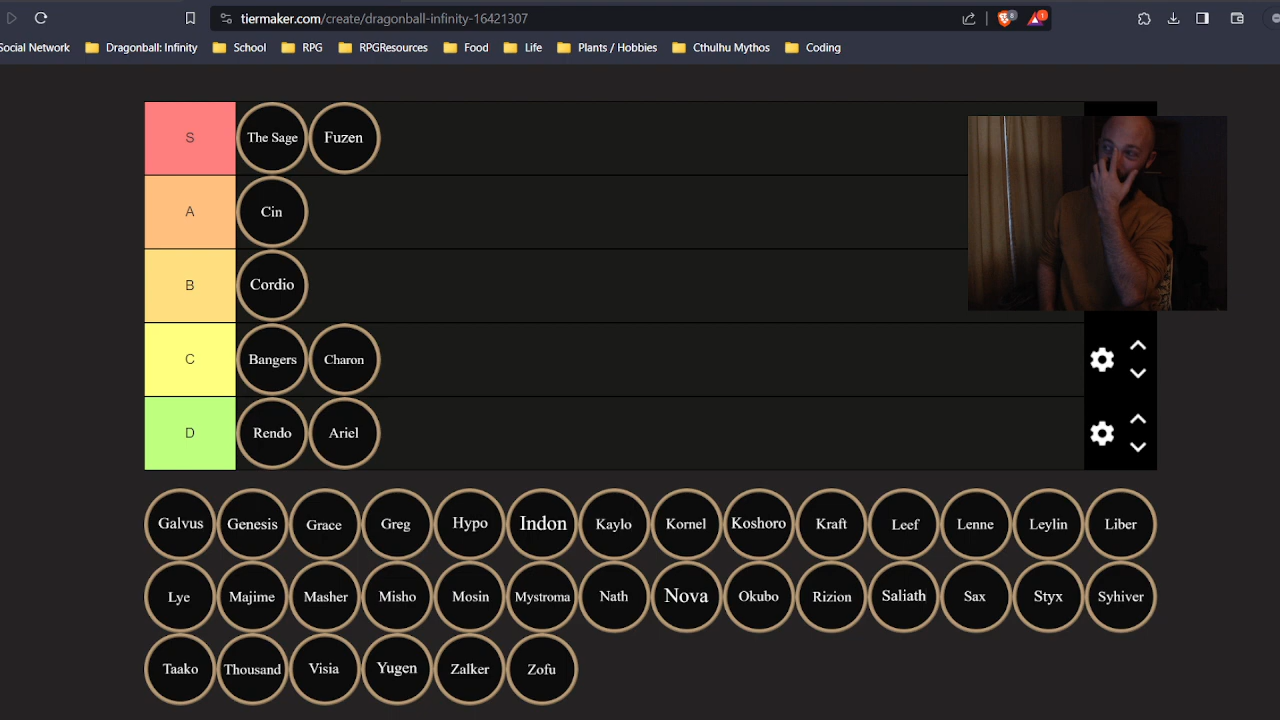 tiermaker.com/create/dragonball-infinity-16421307
8 1
Social Network Dragonball: Infinity School RPG RPGResources Food Life Plants / Hobbies Cthulhu Mythos Coding
S The Sage Fuzen
A Cin
B Cordio
C Bangers Charon
D Rendo Ariel
Galvus Genesis Grace Greg Hypo Indon Kaylo Kornel Koshoro Kraft Leef Lenne Leylin Liber
Lye Majime Masher Misho Mosin Mystroma Nath Nova Okubo Rizion Saliath Sax Styx Syhiver
Taako Thousand Visia Yugen Zalker Zofu